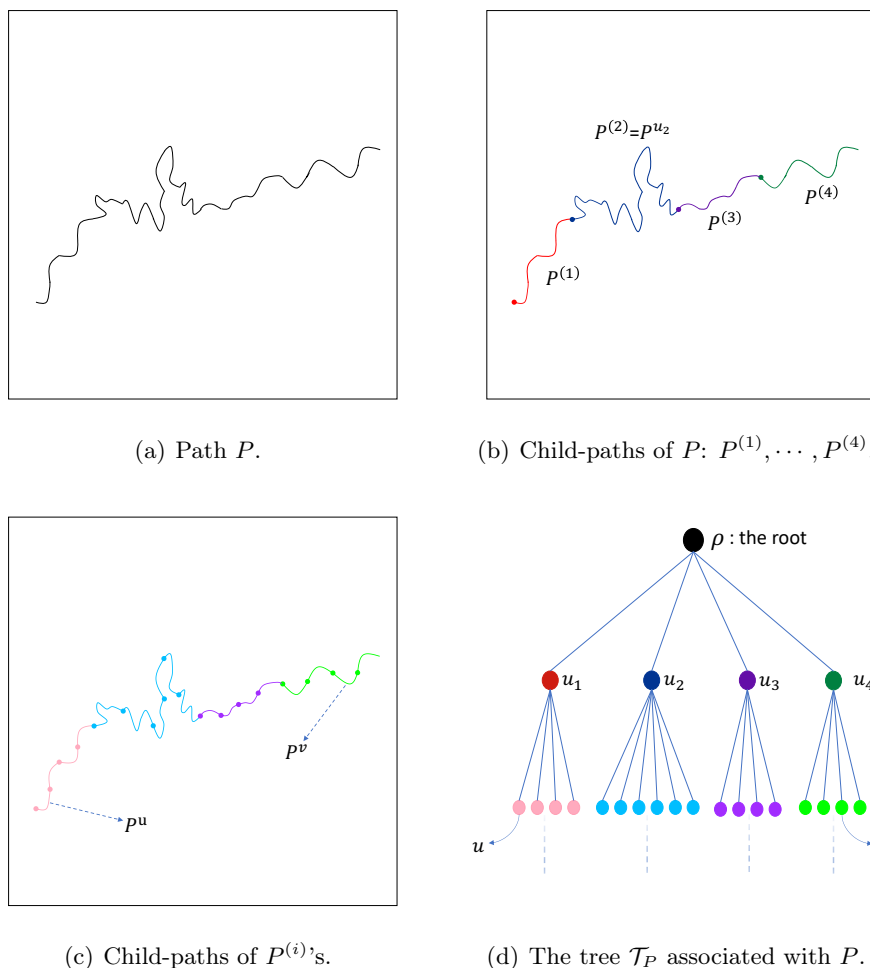 P^(2)=P^{u_2}
P^(3)
P^(4)
P^(1)
(a) Path P.
(b) Child-paths of P: P^(1), ⋯ , P^(4)
ρ : the root
u_1
u_2
u_3
u_4
P^v
P^u
u
(c) Child-paths of P^(i)'s.
(d) The tree 𝒯_P associated with P.